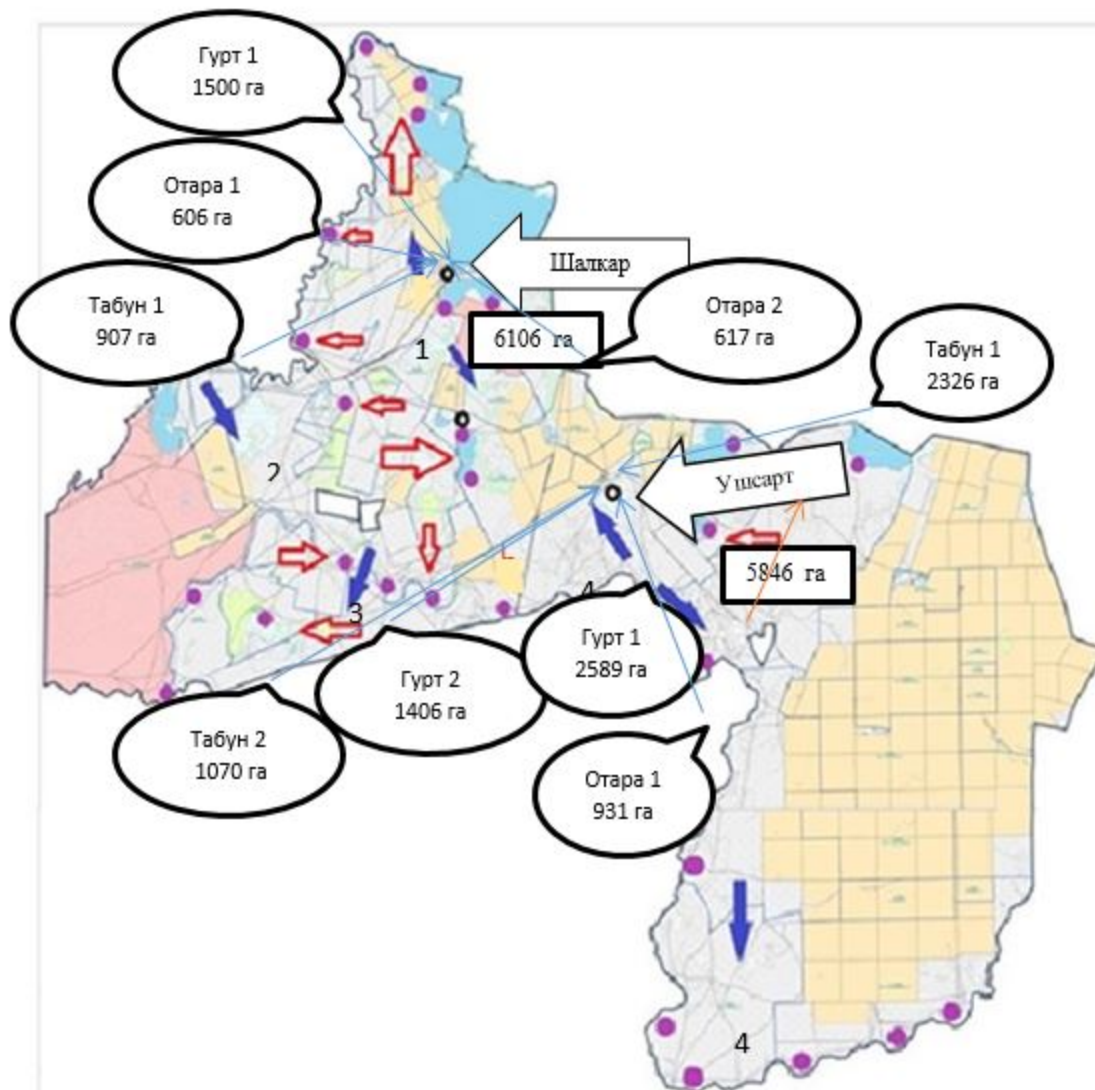 Гурт 1
1500 га
Отара 1
606 га
Шалкар
Табун 1
907 га
Отара 2
617 га
6106 га
1
Табун 1
2326 га
2
Ушсарт
5846 га
3
4
Гурт 1
2589 га
Гурт 2
1406 га
Табун 2
1070 га
Отара 1
931 га
4